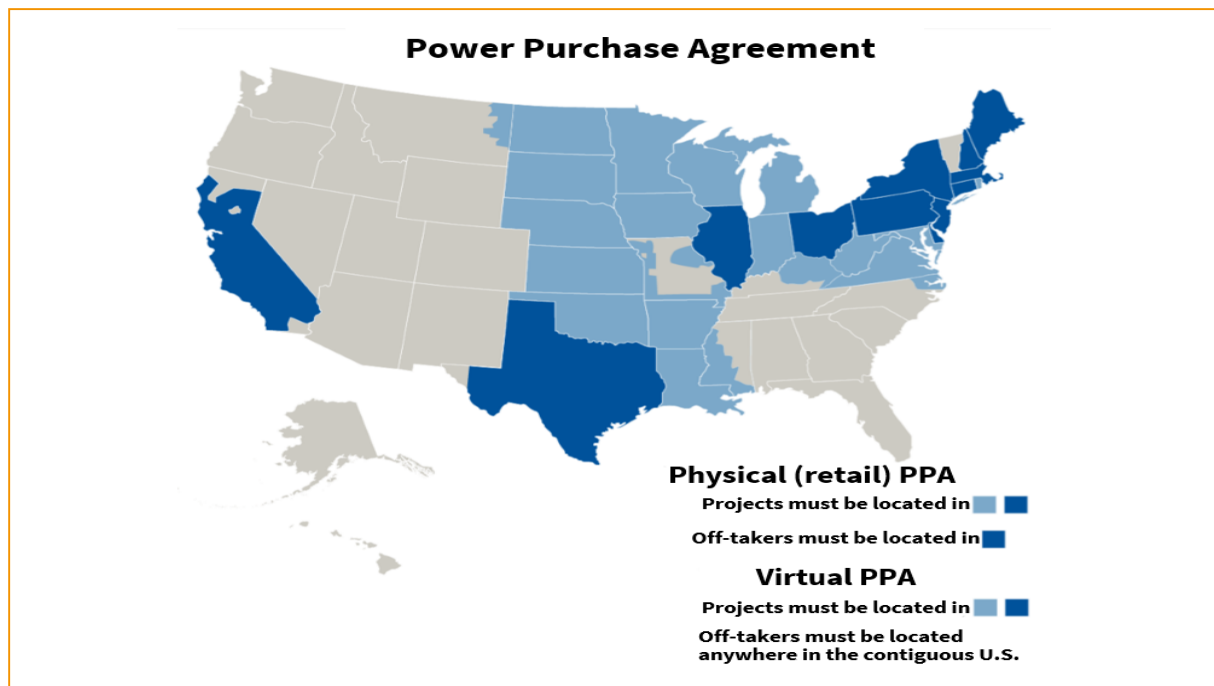 Power Purchase Agreement
Physical (retail) PPA
Projects must be located in
Off-takers must be located in
Virtual PPA
Projects must be located in
Off-takers must be located
anywhere in the contiguous U.S.